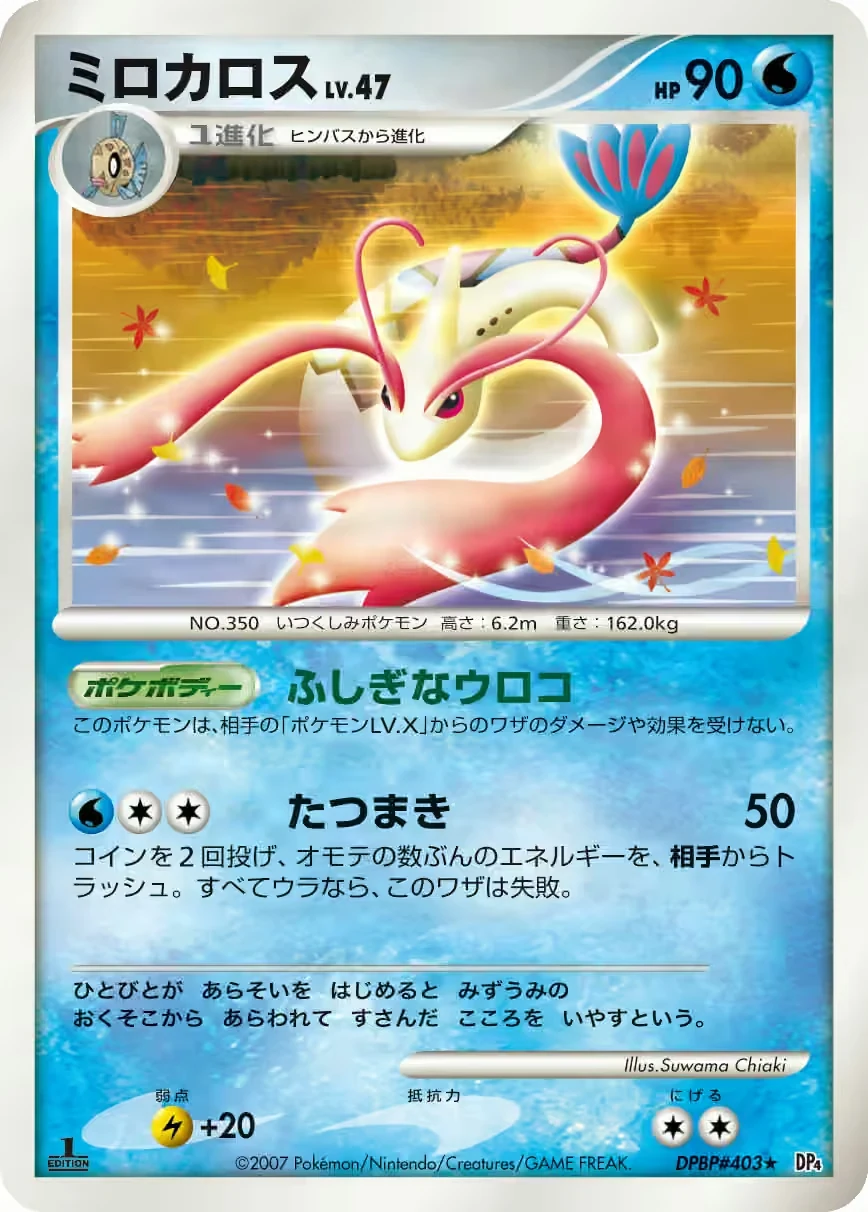 ミロカロス LV.47 HP 90
1進化 ヒンバスから進化
NO.350 いつくしみポケモン 高さ：6.2m 重さ：162.0kg
ポケボディー ふしぎなウロコ
このポケモンは、相手の「ポケモンLV.X」からのワザのダメージや効果を受けない。
たつまき 50
コインを2回投げ、オモテの数ぶんのエネルギーを、相手からト
ラッシュ。すべてウラなら、このワザは失敗。
ひとびとが あらそいを はじめると みずうみの
おくそこから あらわれて すさんだ こころを いやすという。
Illus.Suwama Chiaki
弱点 抵抗力 にげる
+20
1 EDITION ©2007 Pokémon/Nintendo/Creatures/GAME FREAK. DPBP#403★ DP4